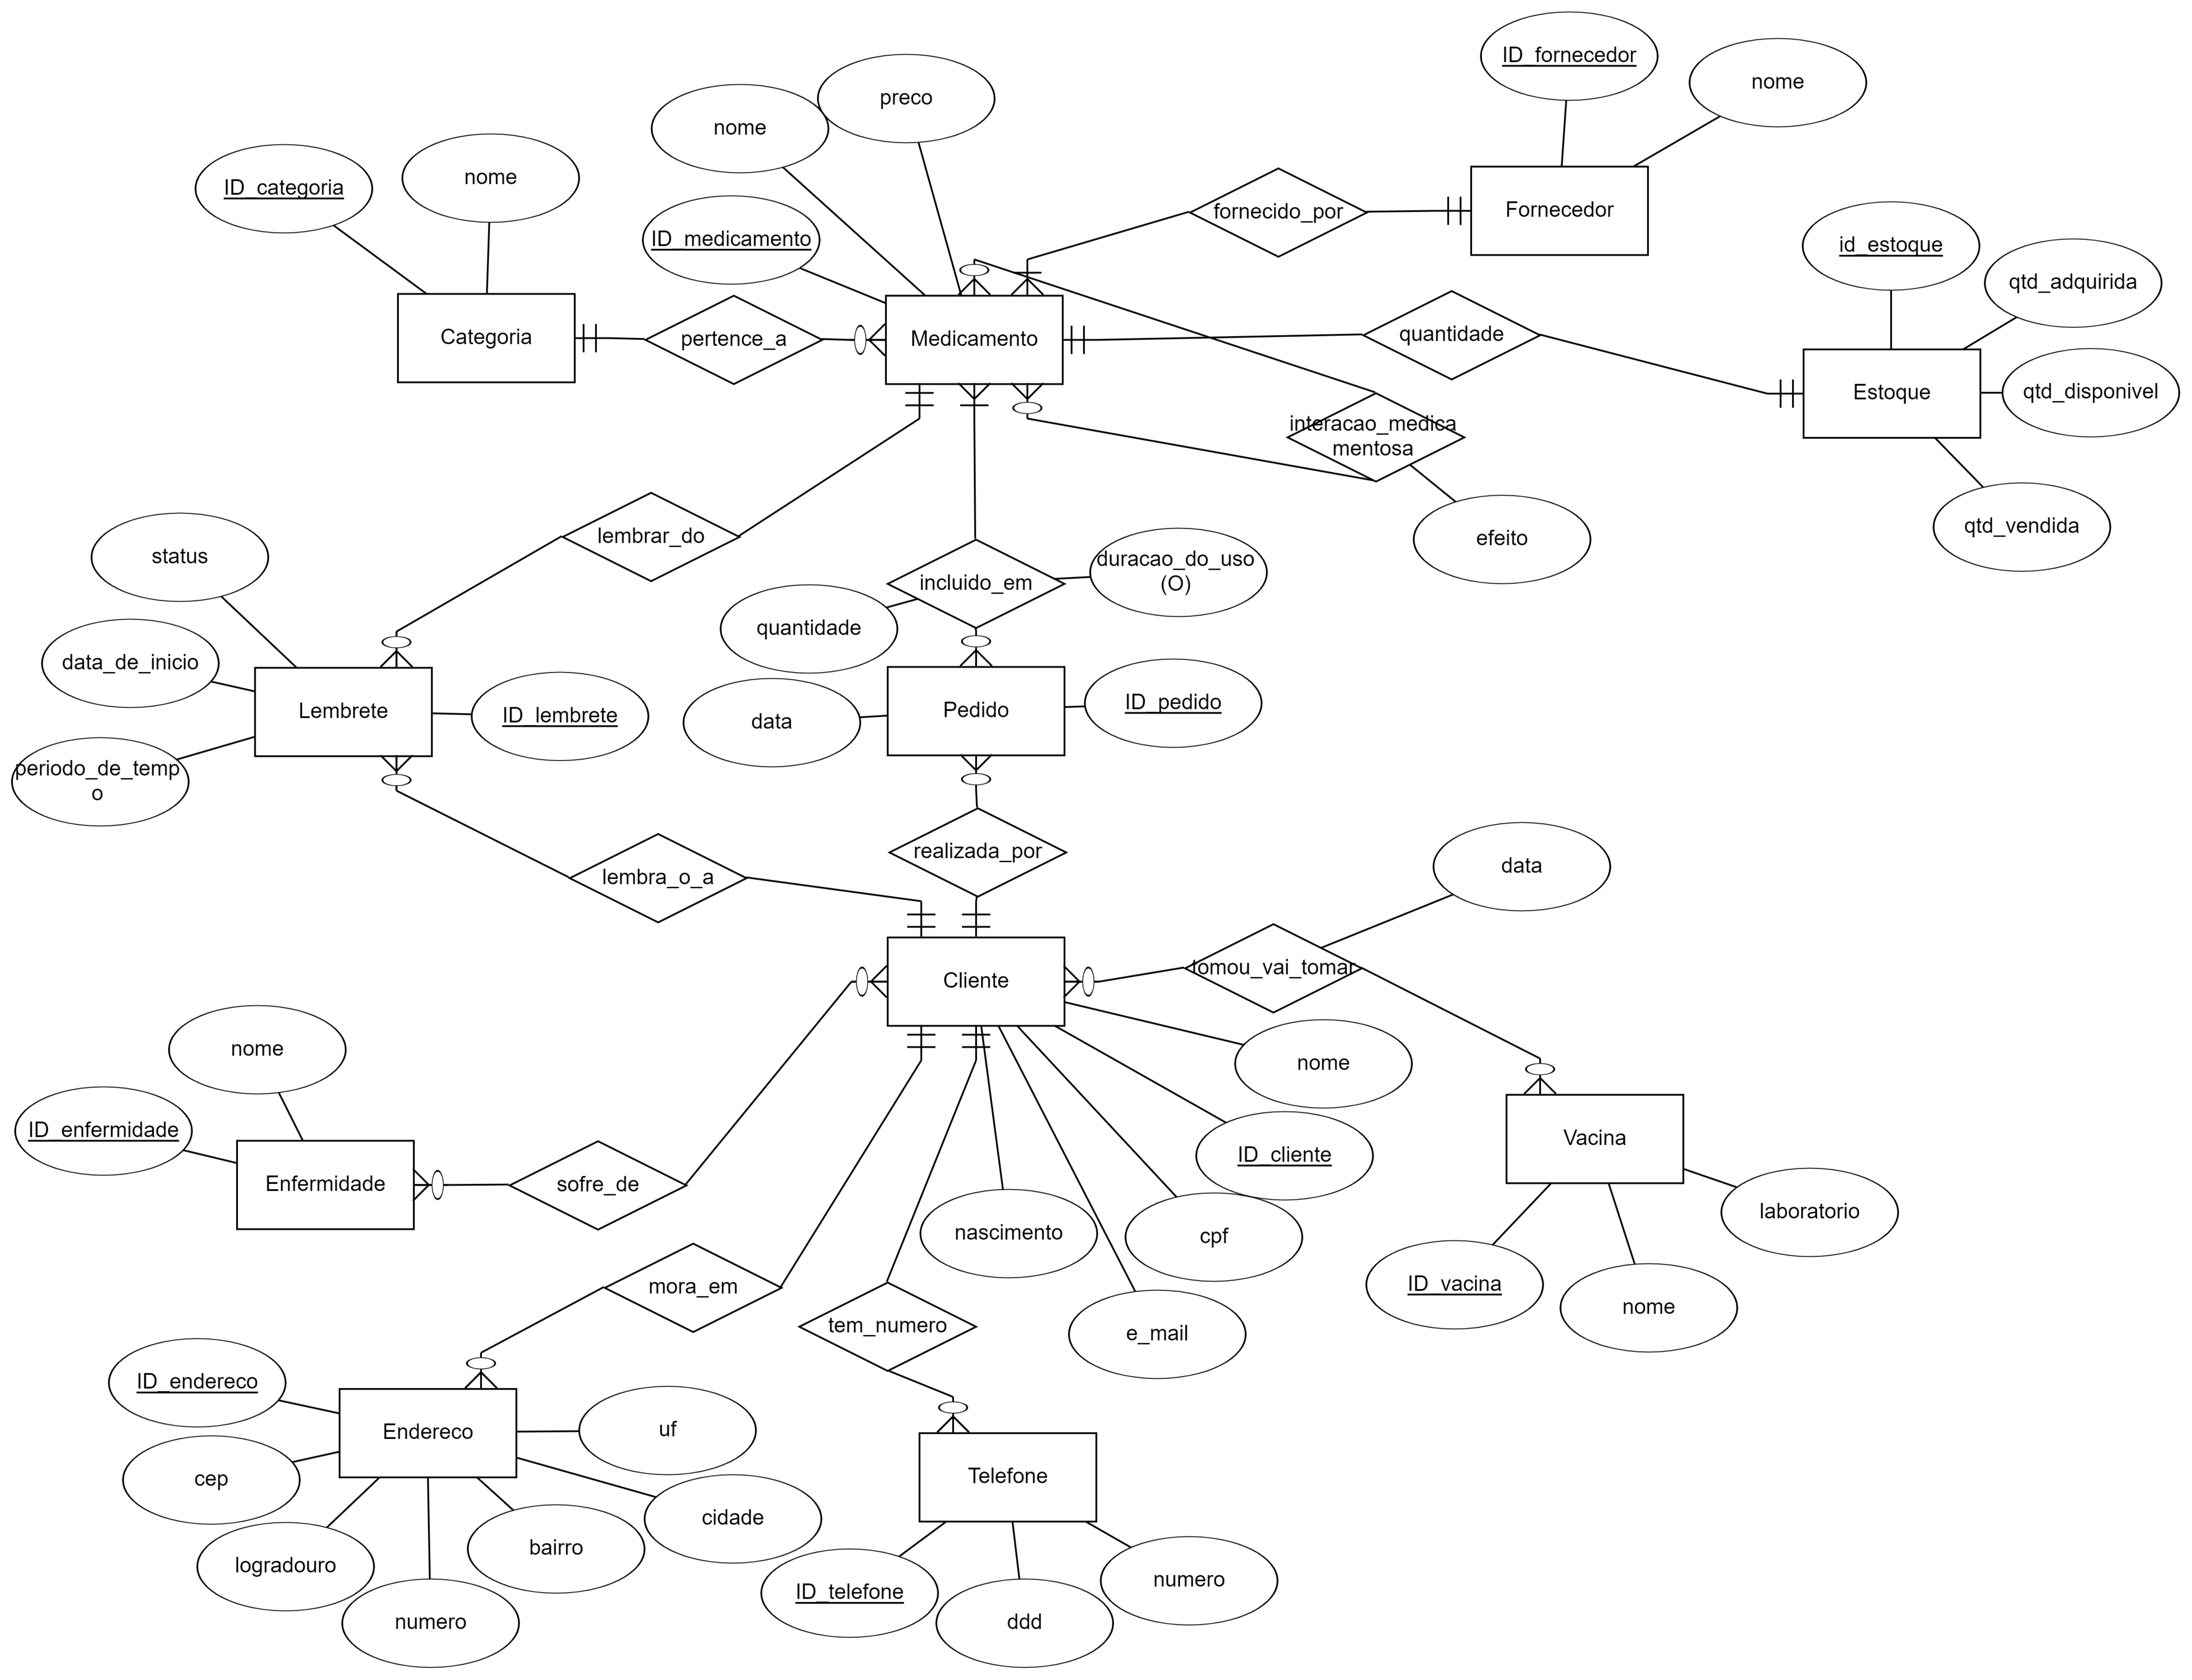 ID_fornecedor
nome
preco
nome
ID_categoria
nome
ID_medicamento
fornecido_por
Fornecedor
id_estoque
qtd_adquirida
Categoria
pertence_a
Medicamento
quantidade
Estoque
qtd_disponivel
interacao_medica
mentosa
efeito
qtd_vendida
status
lembrar_do
incluido_em
duracao_do_uso
(O)
quantidade
data_de_inicio
Lembrete
ID_lembrete
data
Pedido
ID_pedido
periodo_de_temp
o
lembra_o_a
realizada_por
data
Cliente
tomou_vai_tomar
nome
nome
ID_enfermidade
Enfermidade
sofre_de
ID_cliente
Vacina
nascimento
cpf
laboratorio
mora_em
tem_numero
e_mail
ID_vacina
nome
ID_endereco
Endereco
uf
cep
Telefone
cidade
logradouro
bairro
numero
ID_telefone
ddd
numero